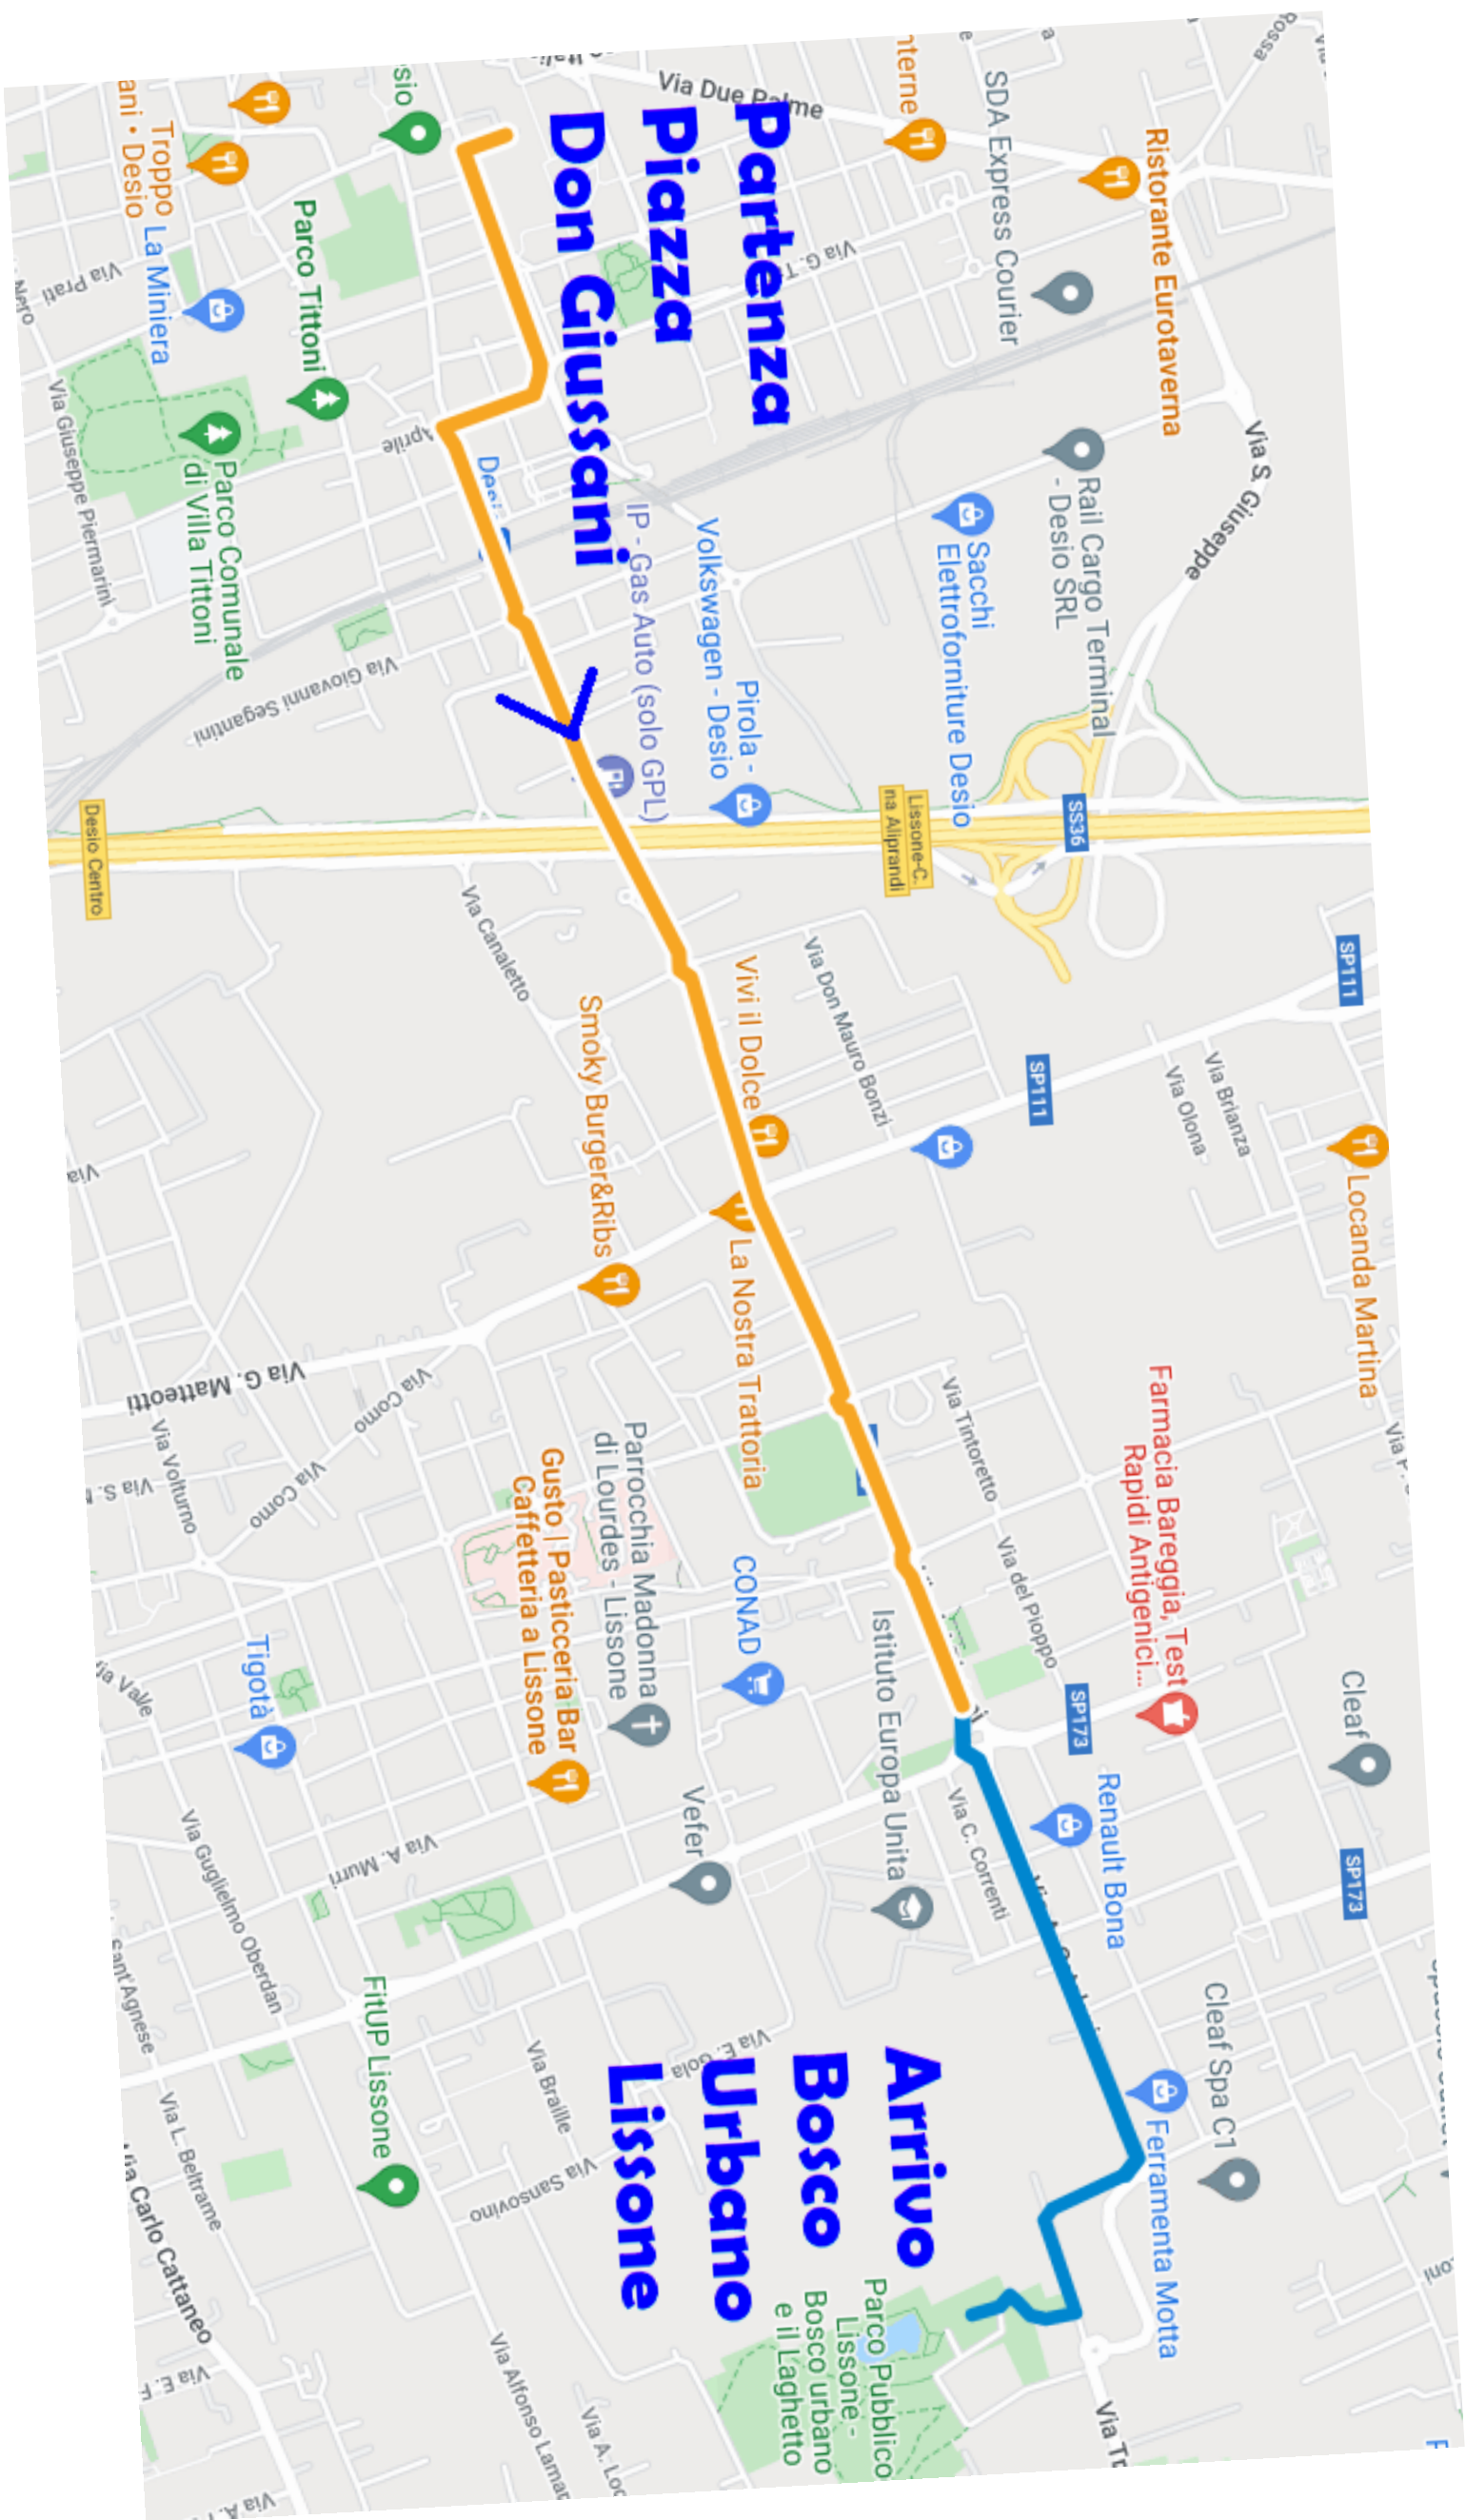 Partenza
Piazza
Don Giussani
Arrivo
Bosco
Urbano
Lissone
Via Due Palme
SDA Express Courier
Ristorante Eurotaverna
Via S. Giuseppe
Rail Cargo Terminal
- Desio SRL
Sacchi
Elettroforniture Desio
Pirola -
Volkswagen - Desio
IP - Gas Auto (solo GPL)
Troppo
La Miniera
Parco Tittoni
Parco Comunale
di Villa Tittoni
Via Prati
Via Giuseppe Piermarini
Aprile
Via Giovanni Segantini
Desio Centro
Lissone-C.
na Aliprandi
SS36
SP111
SP111
Via Canaletto
Via Don Mauro Bonzi
Vivi il Dolce
Smoky Burger&Ribs
La Nostra Trattoria
Via Olona
Via Brianza
Locanda Martina
Via G. Matteotti
Via Como
Via Como
Via Volturno
Via Tintoretto
Via del Pioppo
Farmacia Bareggia, Test
Rapidi Antigenici...
Parrocchia Madonna
di Lourdes - Lissone
Gusto | Pasticceria Bar
Caffetteria a Lissone
CONAD
Istituto Europa Unita
Tigotà
Vefer
SP173
SP173
Cleaf
Renault Bona
Via C. Correnti
Via A. Murri
Via Guglielmo Oberdan
Sant'Agnese
FitUP Lissone
Via Braille
Via E. Gola
Via Sansovino
Via L. Beltrame
Via Carlo Cattaneo
Cleaf Spa C1
Ferramenta Motta
Parco Pubblico
Lissone -
Bosco urbano
e il Laghetto